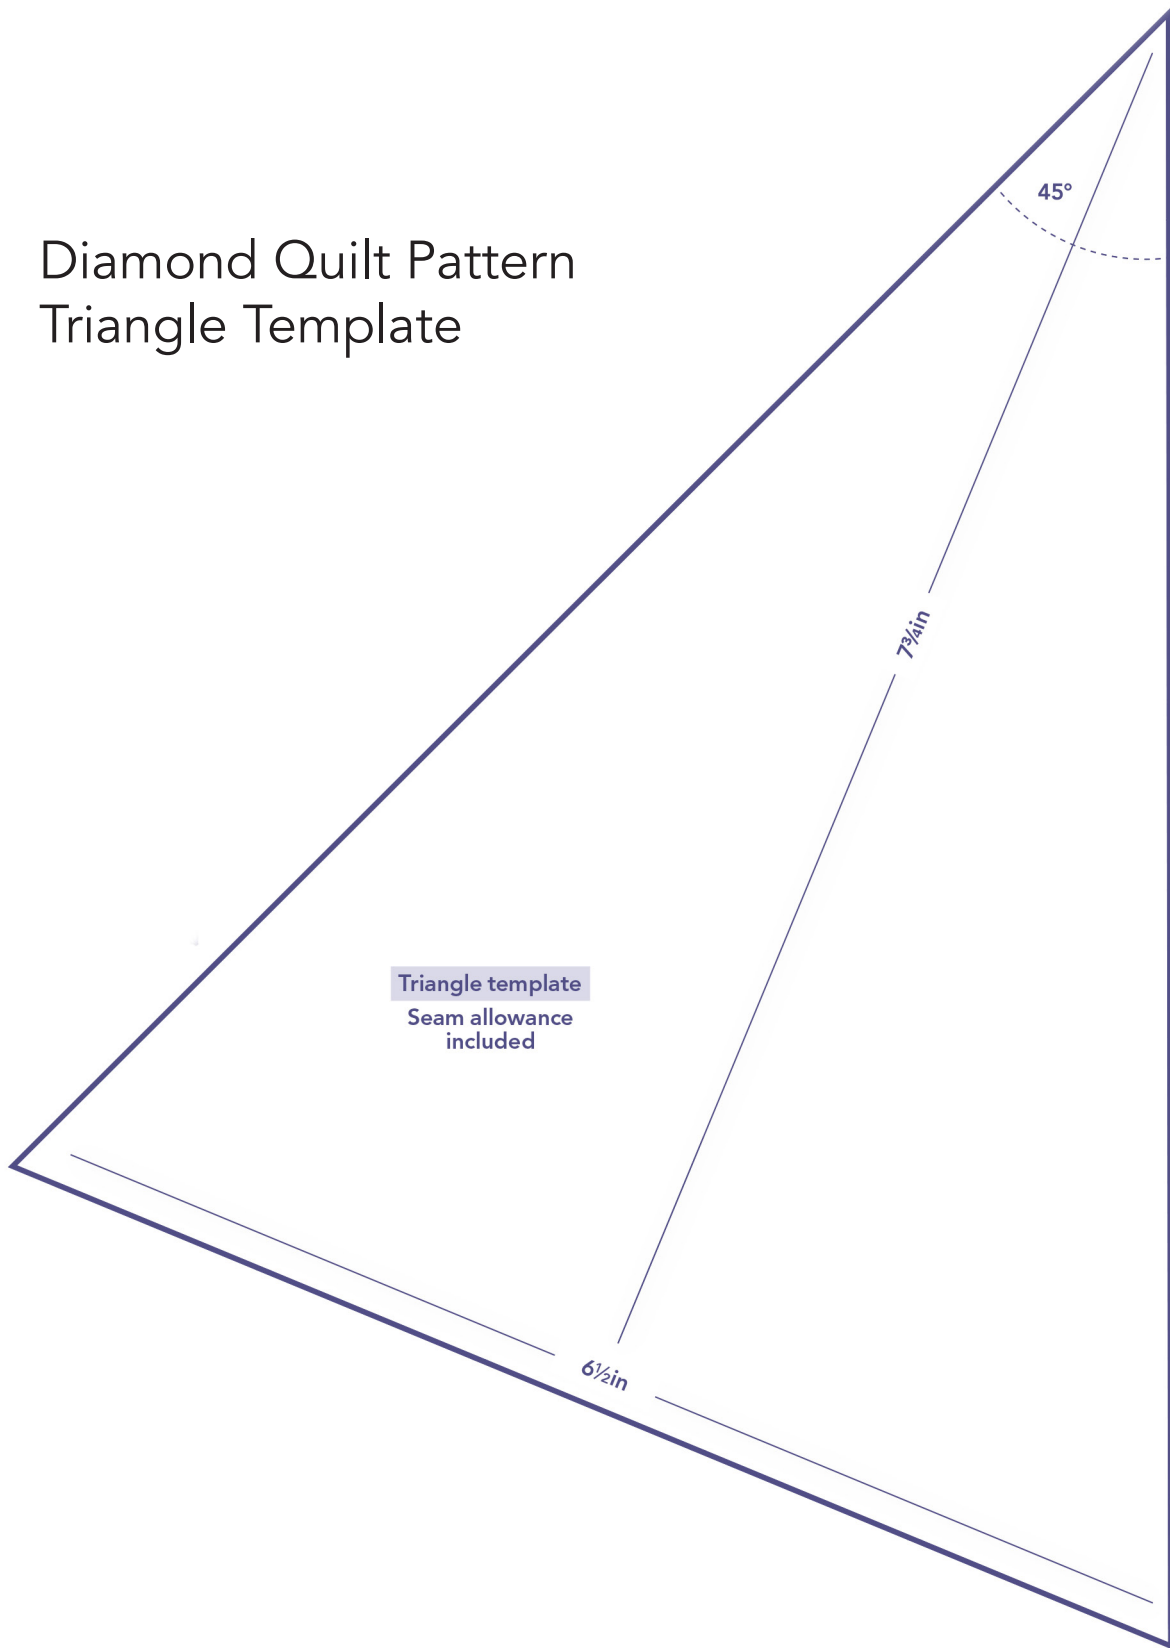 45°
Diamond Quilt Pattern
Triangle Template
7¾in
Triangle template
Seam allowance
included
6½in